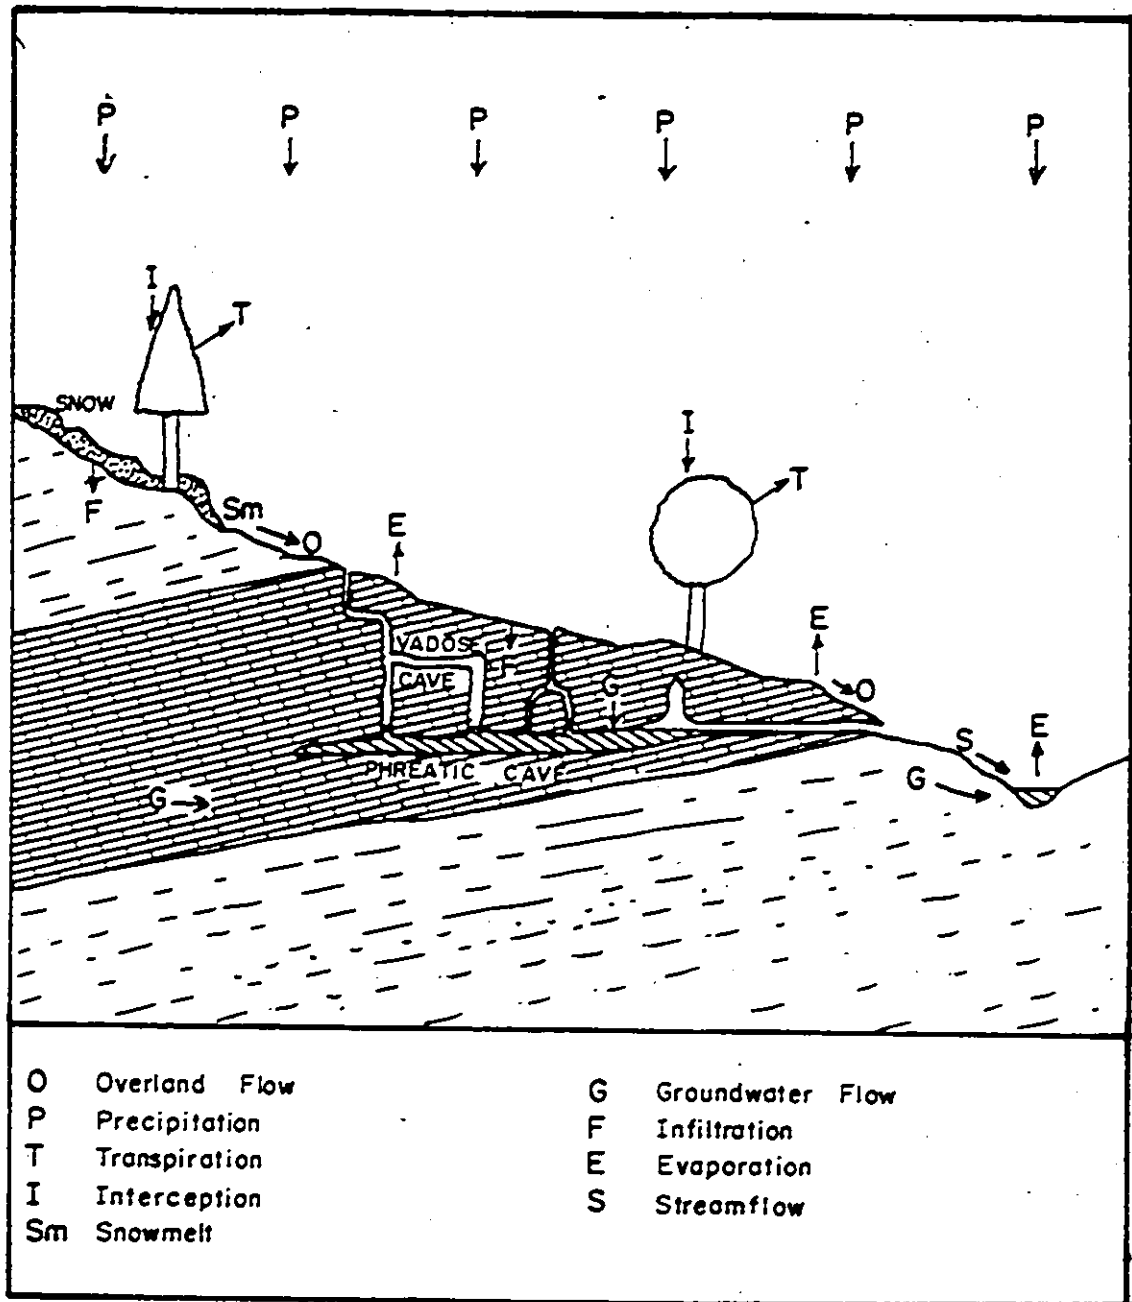 P P P P P P
I
T
SNOW
I
T
F
Sm
O
E
VADOSE
CAVE
F
G
E
O
PHREATIC CAVE
S
E
G
G
O Overland Flow
P Precipitation
T Transpiration
I Interception
Sm Snowmelt
G Groundwater Flow
F Infiltration
E Evaporation
S Streamflow